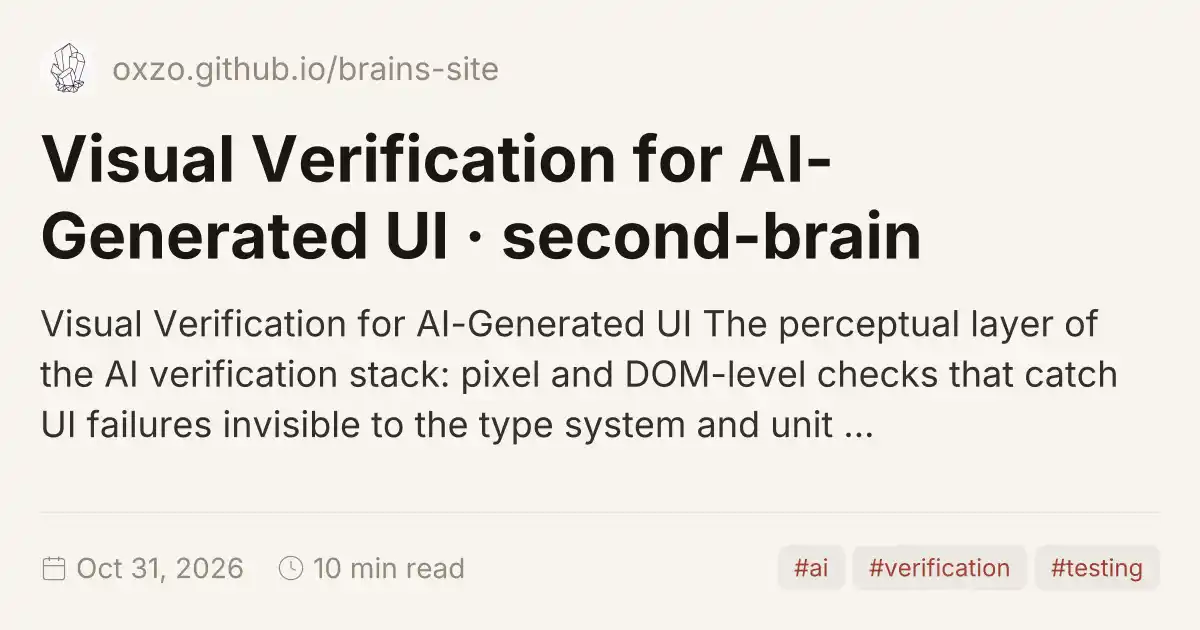 oxzo.github.io/brains-site
Visual Verification for AI-
Generated UI · second-brain
Visual Verification for AI-Generated UI The perceptual layer of
the AI verification stack: pixel and DOM-level checks that catch
UI failures invisible to the type system and unit ...
Oct 31, 2026 10 min read #ai #verification #testing